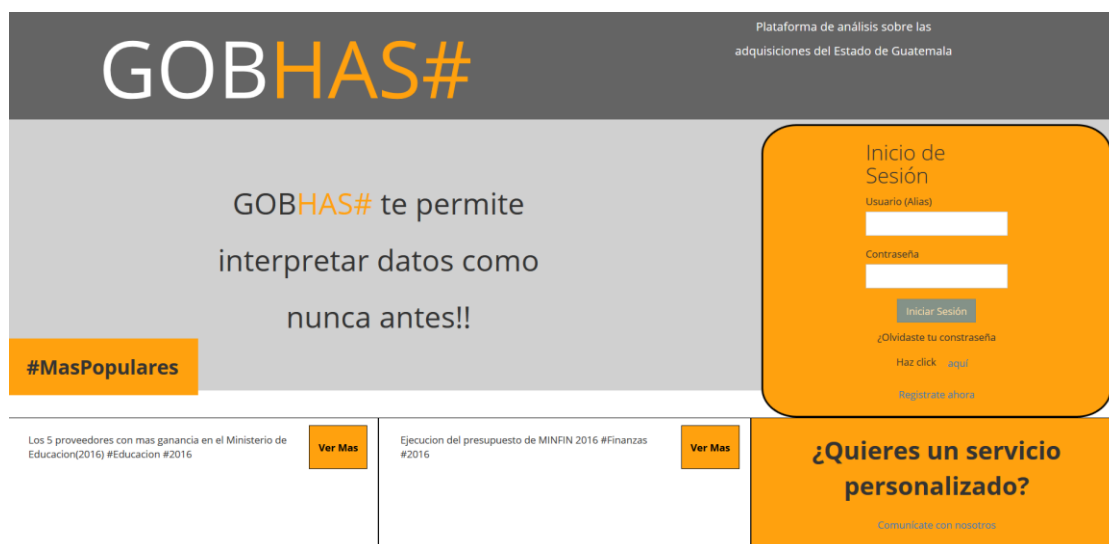 GOBHAS#
Plataforma de análisis sobre las
adquisiciones del Estado de Guatemala
GOBHAS# te permite
interpretar datos como
nunca antes!!
#MasPopulares
Inicio de
Sesión
Usuario (Alias)
Contraseña
Iniciar Sesión
¿Olvidaste tu constraseña
Haz click aquí
Registrate ahora
Los 5 proveedores con mas ganancia en el Ministerio de
Educacion(2016) #Educacion #2016
Ver Mas
Ejecucion del presupuesto de MINFIN 2016 #Finanzas
#2016
Ver Mas
¿Quieres un servicio
personalizado?
Comunícate con nosotros